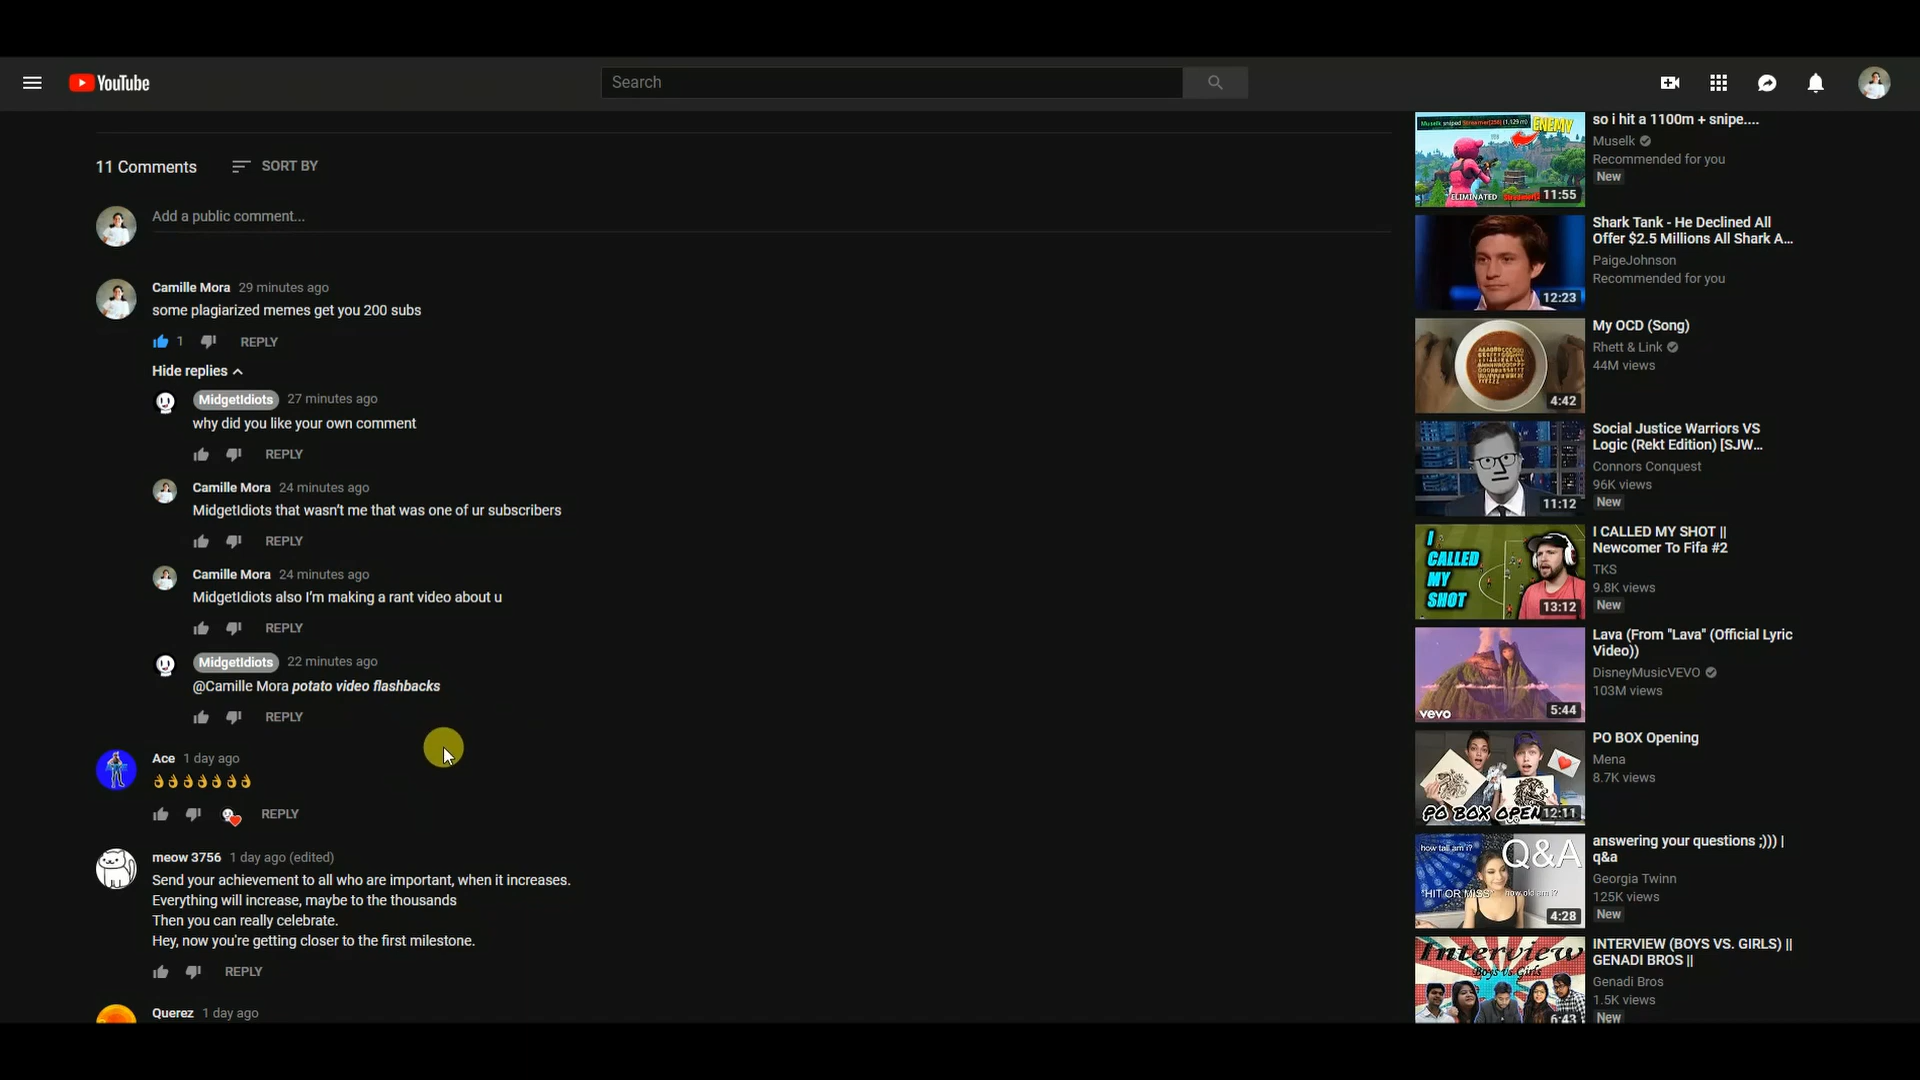 YouTube
Search
11 Comments
SORT BY
Add a public comment...
Camille Mora 29 minutes ago
some plagiarized memes get you 200 subs
1 REPLY
Hide replies
MidgetIdiots 27 minutes ago
why did you like your own comment
REPLY
Camille Mora 24 minutes ago
MidgetIdiots that wasn't me that was one of ur subscribers
REPLY
Camille Mora 24 minutes ago
MidgetIdiots also I'm making a rant video about u
REPLY
MidgetIdiots 22 minutes ago
@Camille Mora potato video flashbacks
REPLY
Ace 1 day ago
👌👌👌👌👌👌👌
REPLY
meow 3756 1 day ago (edited)
Send your achievement to all who are important, when it increases.
Everything will increase, maybe to the thousands
Then you can really celebrate.
Hey, now you're getting closer to the first milestone.
REPLY
Querez 1 day ago
Muselk sniped
ENEMY
ELIMINATED
11:55
so i hit a 1100m + snipe....
Muselk
Recommended for you
New
12:23
Shark Tank - He Declined All
Offer $2.5 Millions All Shark A...
PaigeJohnson
Recommended for you
4:42
My OCD (Song)
Rhett & Link
44M views
11:12
Social Justice Warriors VS
Logic (Rekt Edition) [SJW...
Connors Conquest
96K views
New
I
CALLED
MY
SHOT
13:12
I CALLED MY SHOT ||
Newcomer To Fifa #2
TKS
9.8K views
New
vevo
5:44
Lava (From "Lava" (Official Lyric
Video))
DisneyMusicVEVO
103M views
PO BOX OPEN
12:11
PO BOX Opening
Mena
8.7K views
how tall am i?
Q&A
*HIT OR MISS*
how old am i?
4:28
answering your questions ;))) |
q&a
Georgia Twinn
125K views
New
Interview
Boys vs. Girls
6:43
INTERVIEW (BOYS VS. GIRLS) ||
GENADI BROS ||
Genadi Bros
1.5K views
New